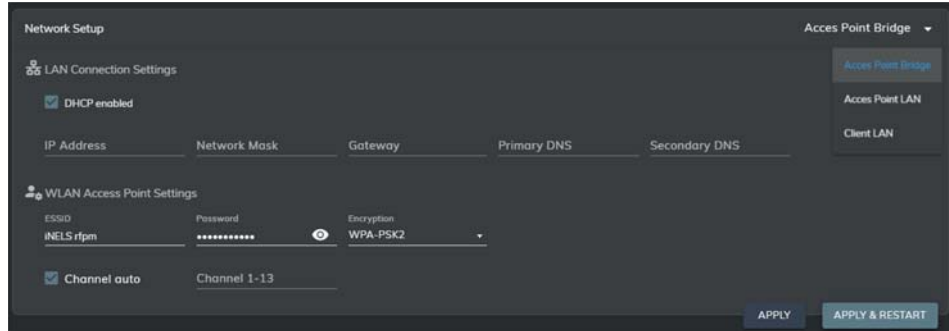 Network Setup
Acces Point Bridge
LAN Connection Settings
Acces Point Bridge
DHCP enabled
Acces Point LAN
Client LAN
IP Address Network Mask Gateway Primary DNS Secondary DNS
WLAN Access Point Settings
ESSID Password Encryption
iNELS rfpm ••••••••••• WPA-PSK2
Channel auto Channel 1-13
APPLY APPLY & RESTART